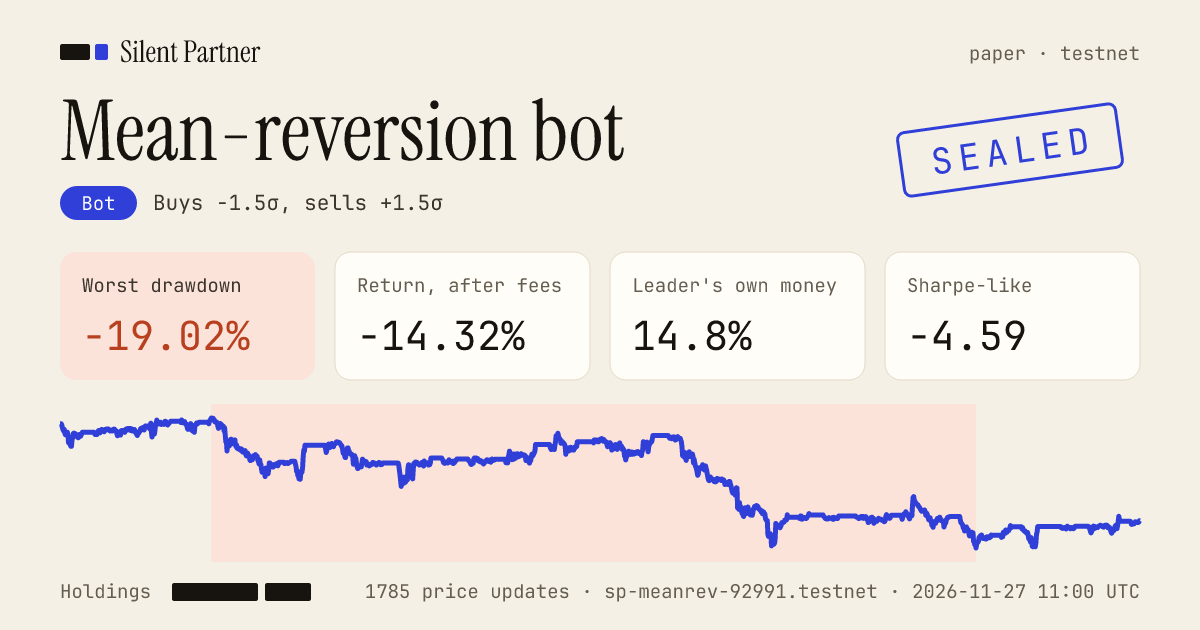 Silent Partner
paper · testnet
Mean-reversion bot
SEALED
Bot
Buys -1.5σ, sells +1.5σ
Worst drawdown
-19.02%
Return, after fees
-14.32%
Leader's own money
14.8%
Sharpe-like
-4.59
Holdings
1785 price updates · sp-meanrev-92991.testnet · 2026-11-27 11:00 UTC